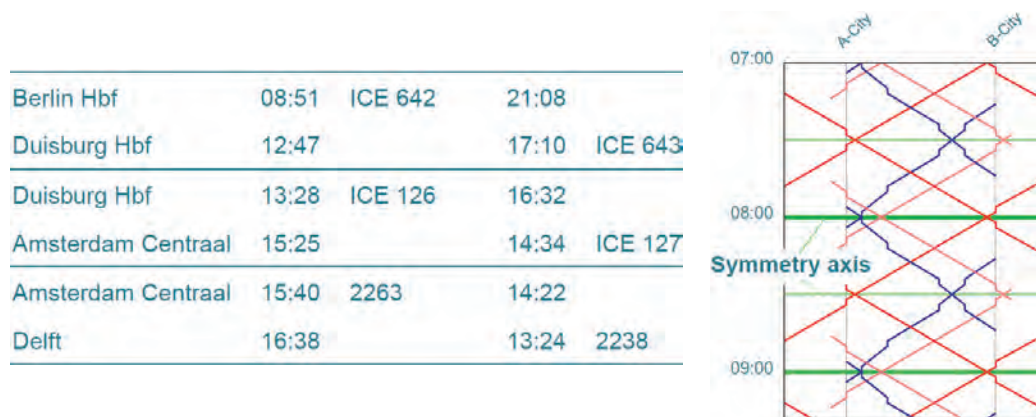 Berlin Hbf 08:51 ICE 642 21:08
Duisburg Hbf 12:47 17:10 ICE 643
Duisburg Hbf 13:28 ICE 126 16:32
Amsterdam Centraal 15:25 14:34 ICE 127
Amsterdam Centraal 15:40 2263 14:22
Delft 16:38 13:24 2238
A-City B-City
07:00
08:00
Symmetry axis
09:00